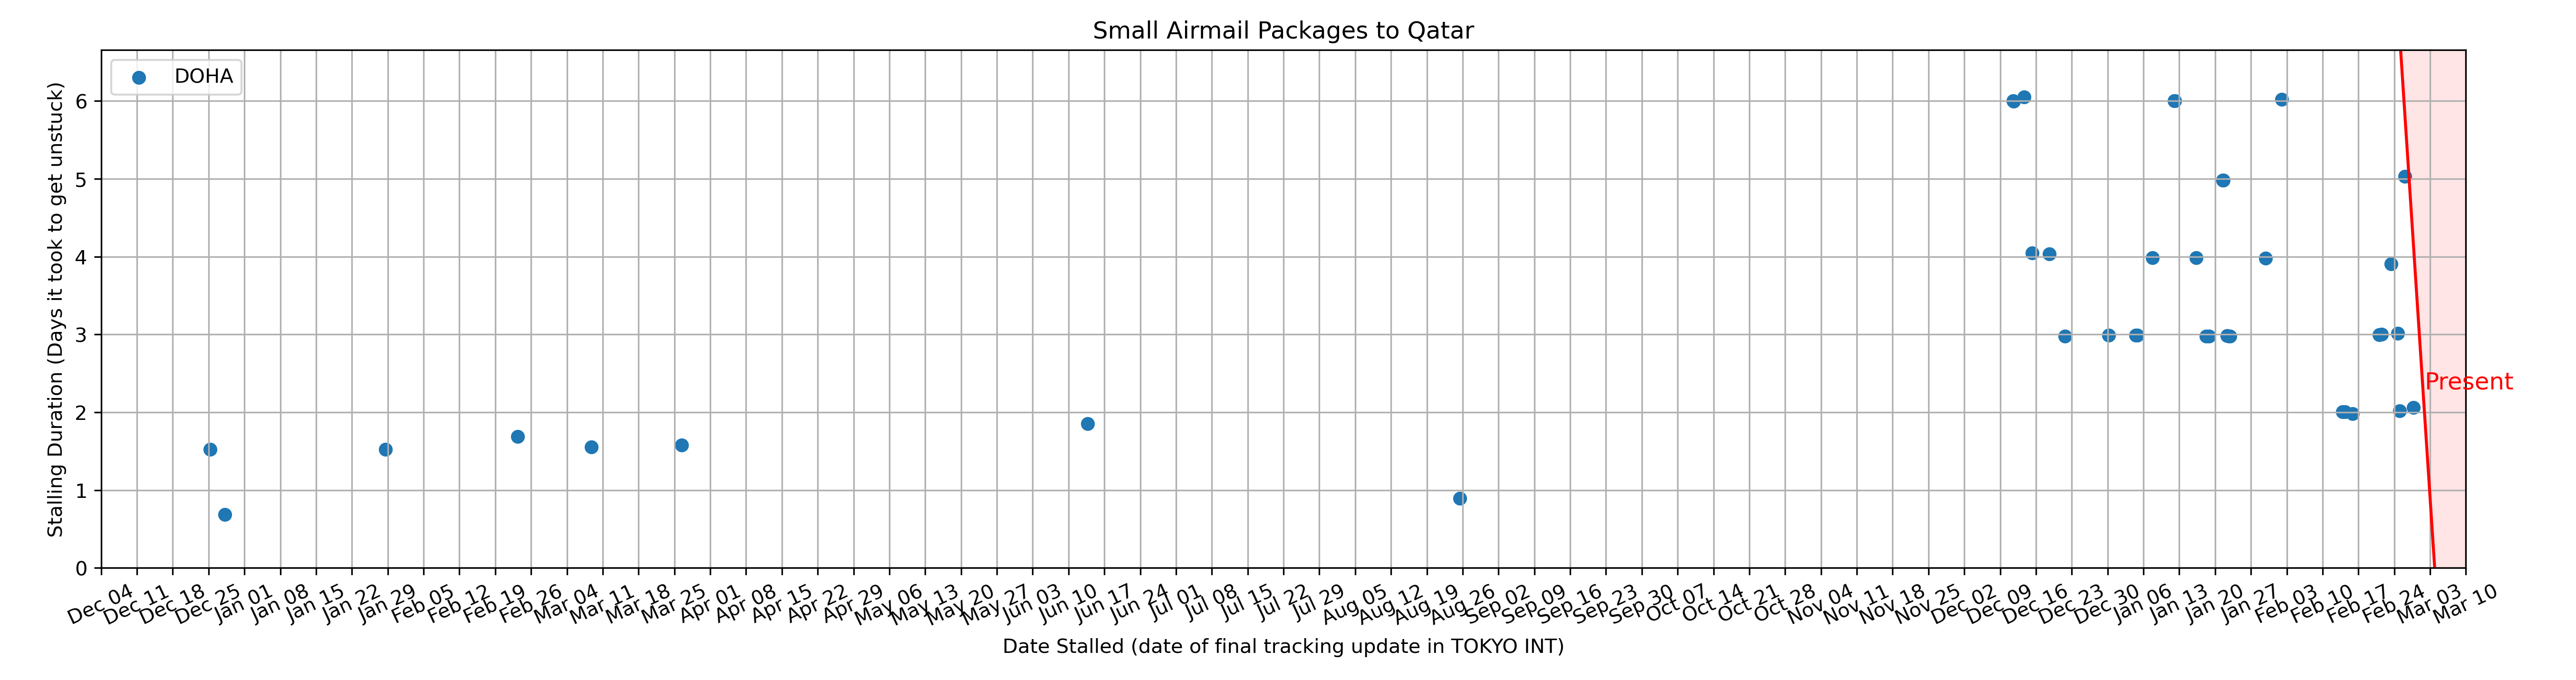 Small Airmail Packages to Qatar
DOHA
Stalling Duration (Days it took to get unstuck)
6
5
4
3
2
1
0
Present
Dec 04
Dec 11
Dec 18
Dec 25
Jan 01
Jan 08
Jan 15
Jan 22
Jan 29
Feb 05
Feb 12
Feb 19
Feb 26
Mar 04
Mar 11
Mar 18
Mar 25
Apr 01
Apr 08
Apr 15
Apr 22
Apr 29
May 06
May 13
May 20
May 27
Jun 03
Jun 10
Jun 17
Jun 24
Jul 01
Jul 08
Jul 15
Jul 22
Jul 29
Aug 05
Aug 12
Aug 19
Aug 26
Sep 02
Sep 09
Sep 16
Sep 23
Sep 30
Oct 07
Oct 14
Oct 21
Oct 28
Nov 04
Nov 11
Nov 18
Nov 25
Dec 02
Dec 09
Dec 16
Dec 23
Dec 30
Jan 06
Jan 13
Jan 20
Jan 27
Feb 03
Feb 10
Feb 17
Feb 24
Mar 03
Mar 10
Date Stalled (date of final tracking update in TOKYO INT)